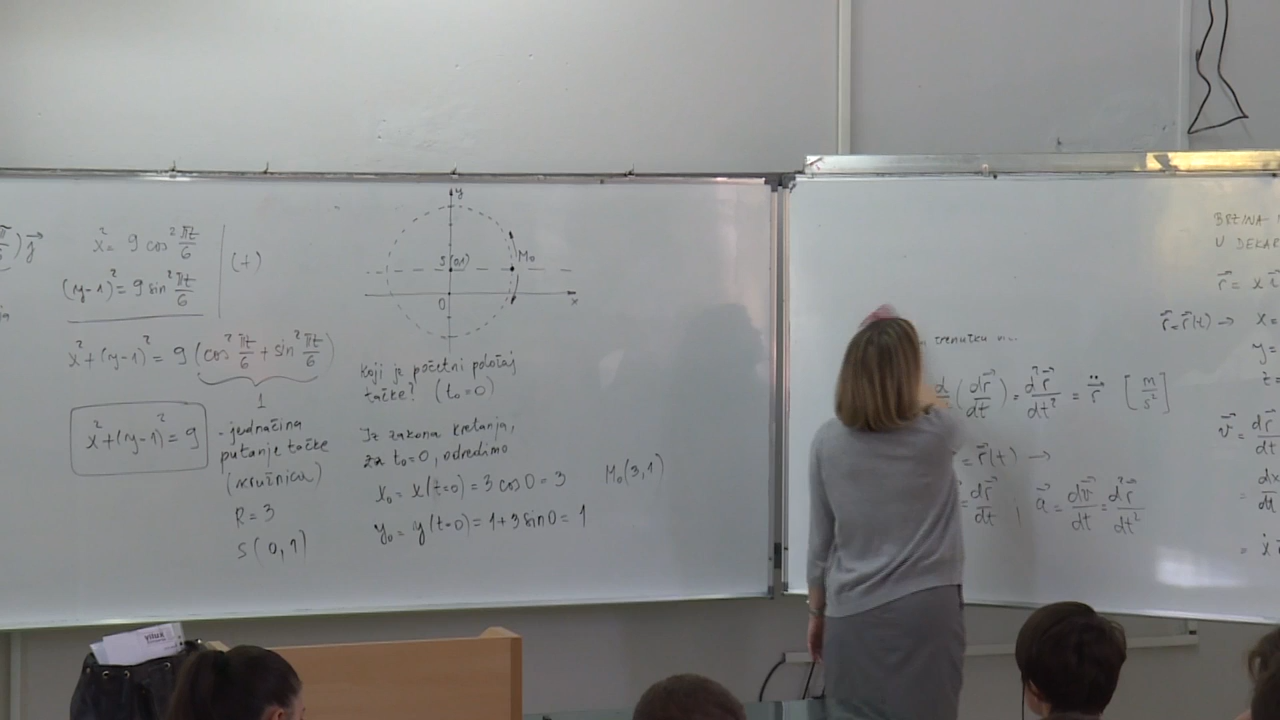 x² = 9 cos² πt/6
(y-1)² = 9 sin² πt/6
(+)
x² + (y-1)² = 9 (cos² πt/6 + sin² πt/6)
1
x² + (y-1)² = 9
- jednačina
putanje tačke
(kružnica)
R = 3
S(0,1)
y
S(0,1)
M₀
0
x
Koji je početni položaj
tačke? (t₀=0)
Iz zakona kretanja,
za t₀=0, odredimo
x₀ = x(t=0) = 3 cos 0 = 3
M₀(3,1)
y₀ = y(t=0) = 1+3 sin 0 = 1
trenutku
d/dt (dr⃗/dt) = d²r⃗/dt² = r̈⃗ [m/s²]
= r⃗(t) →
= dr⃗/dt ; a⃗ = dv⃗/dt = d²r⃗/dt²
BRZINA
U DEKAR
r⃗ = x i⃗
r⃗ = r⃗(t) → x =
y =
z =
v⃗ = dr⃗/dt
= dx/dt
= ẋ
vilux